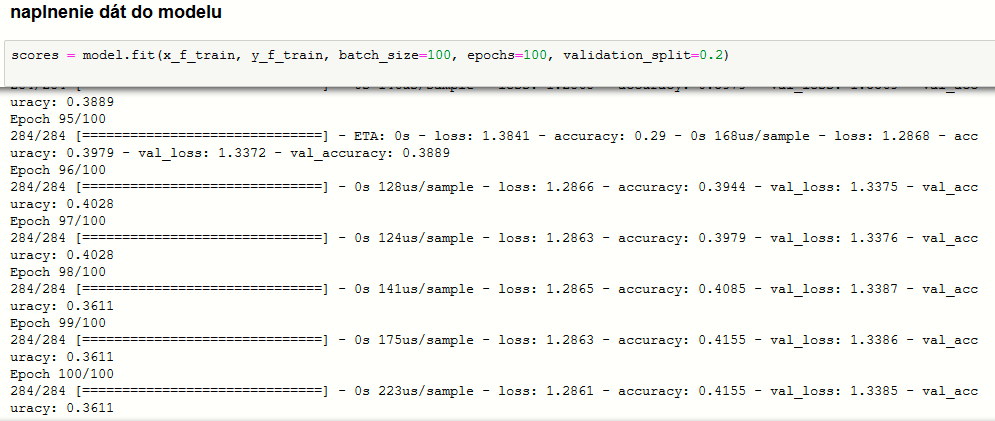 naplnenie dát do modelu
scores = model.fit(x_f_train, y_f_train, batch_size=100, epochs=100, validation_split=0.2)
uracy: 0.3889
Epoch 95/100
284/284 [==============================] - ETA: 0s - loss: 1.3841 - accuracy: 0.29 - 0s 168us/sample - loss: 1.2868 - acc
uracy: 0.3979 - val_loss: 1.3372 - val_accuracy: 0.3889
Epoch 96/100
284/284 [==============================] - 0s 128us/sample - loss: 1.2866 - accuracy: 0.3944 - val_loss: 1.3375 - val_acc
uracy: 0.4028
Epoch 97/100
284/284 [==============================] - 0s 124us/sample - loss: 1.2863 - accuracy: 0.3979 - val_loss: 1.3376 - val_acc
uracy: 0.4028
Epoch 98/100
284/284 [==============================] - 0s 141us/sample - loss: 1.2865 - accuracy: 0.4085 - val_loss: 1.3387 - val_acc
uracy: 0.3611
Epoch 99/100
284/284 [==============================] - 0s 175us/sample - loss: 1.2863 - accuracy: 0.4155 - val_loss: 1.3386 - val_acc
uracy: 0.3611
Epoch 100/100
284/284 [==============================] - 0s 223us/sample - loss: 1.2861 - accuracy: 0.4155 - val_loss: 1.3385 - val_acc
uracy: 0.3611